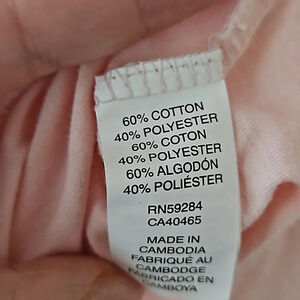 60% COTTON
40% POLYESTER
60% COTON
40% POLYESTER
60% ALGODÓN
40% POLIÉSTER
RN59284
CA40465
MADE IN
CAMBODIA
FABRIQUÉ AU
CAMBODGE
FABRICADO EN
CAMBOYA